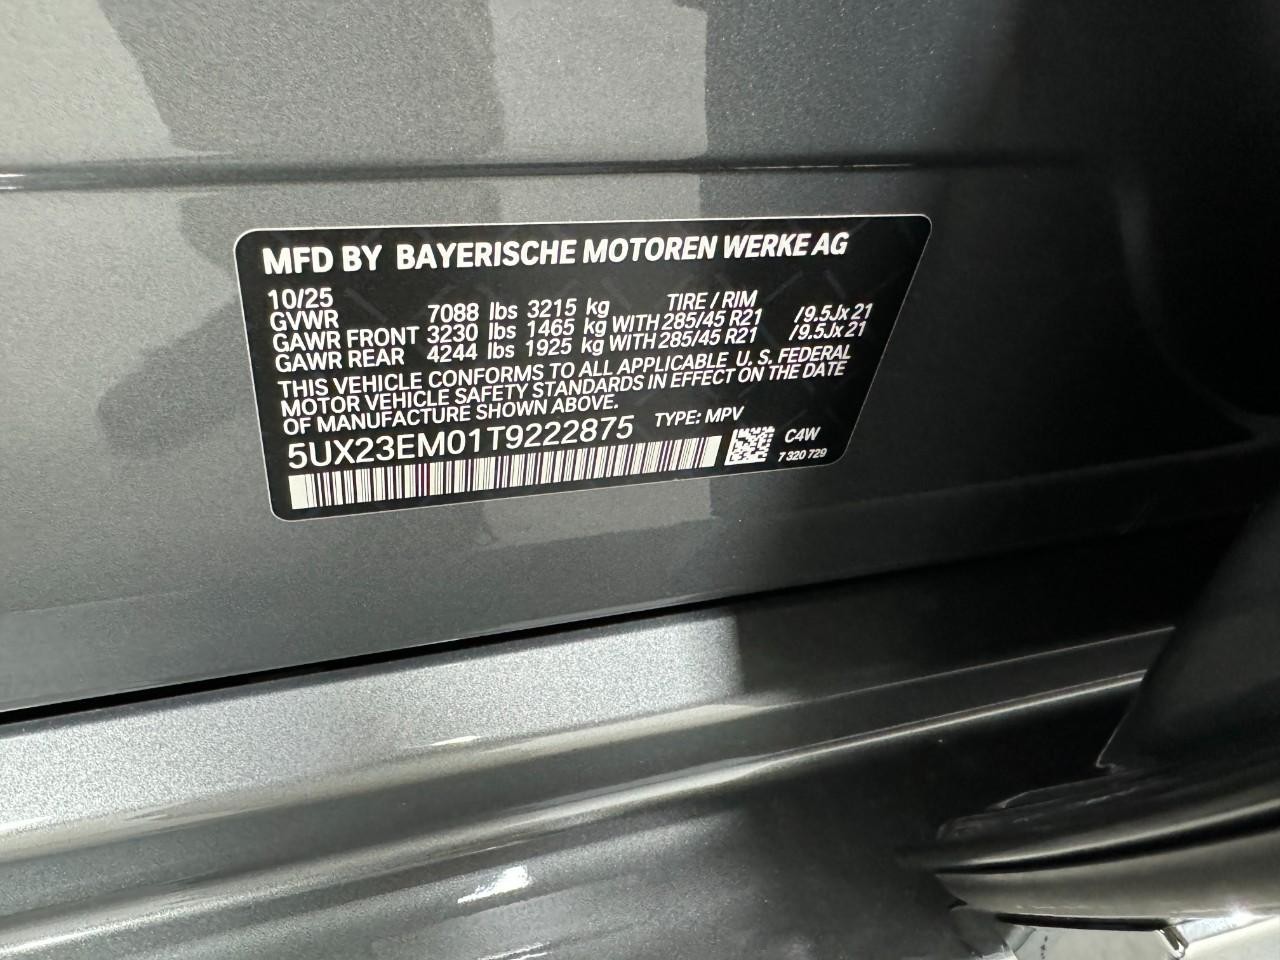 MFD BY BAYERISCHE MOTOREN WERKE AG
10/25
GVWR 7088 lbs 3215 kg TIRE / RIM
GAWR FRONT 3230 lbs 1465 kg WITH 285/45 R21 /9.5Jx21
GAWR REAR 4244 lbs 1925 kg WITH 285/45 R21 /9.5Jx21
THIS VEHICLE CONFORMS TO ALL APPLICABLE U. S. FEDERAL
MOTOR VEHICLE SAFETY STANDARDS IN EFFECT ON THE DATE
OF MANUFACTURE SHOWN ABOVE.
5UX23EM01T9222875 TYPE: MPV
C4W
7 320 729